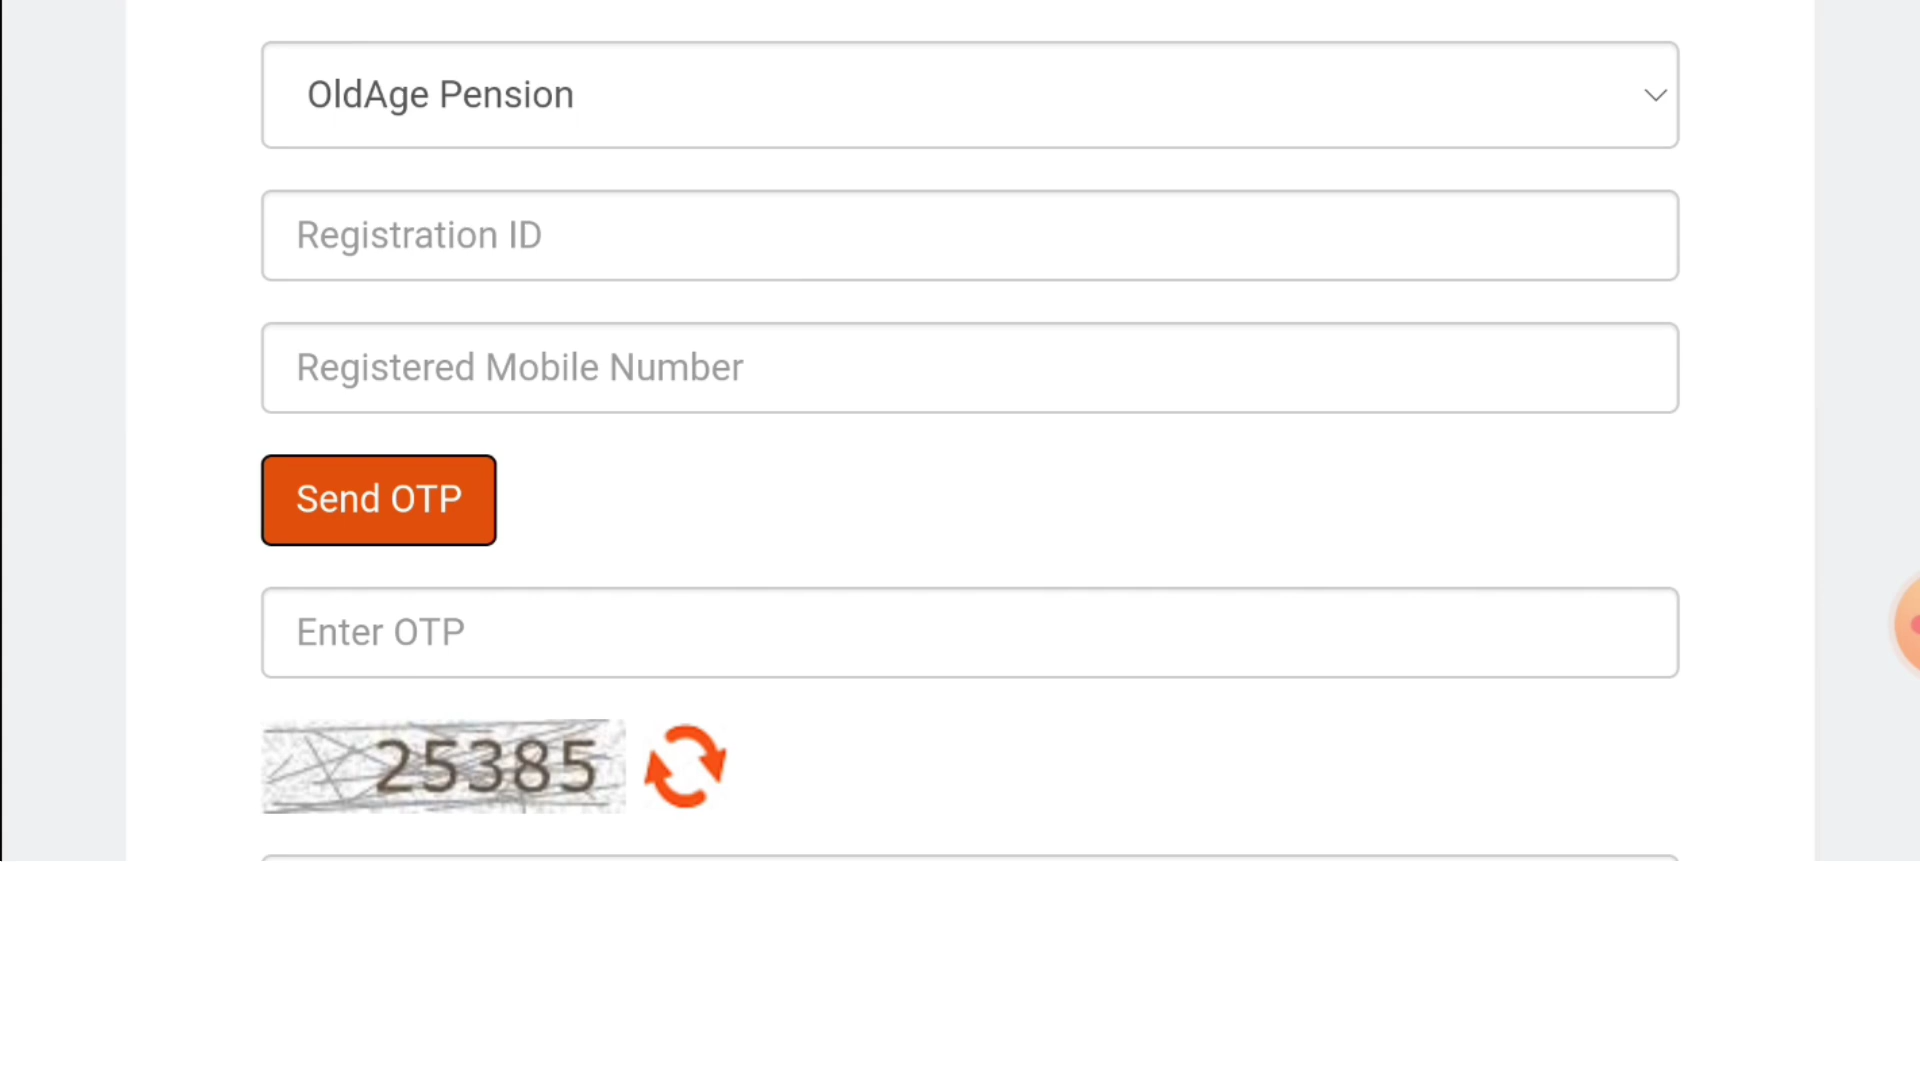 OldAge Pension
Registration ID
Registered Mobile Number
Send OTP
Enter OTP
25385